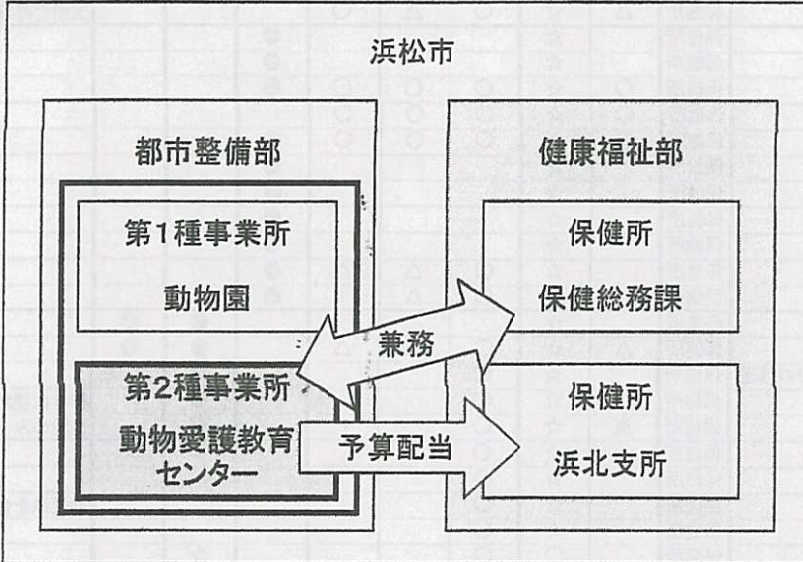 浜松市
都市整備部
第1種事業所
動物園
第2種事業所
動物愛護教育
センター
健康福祉部
保健所
保健総務課
保健所
浜北支所
兼務
予算配当